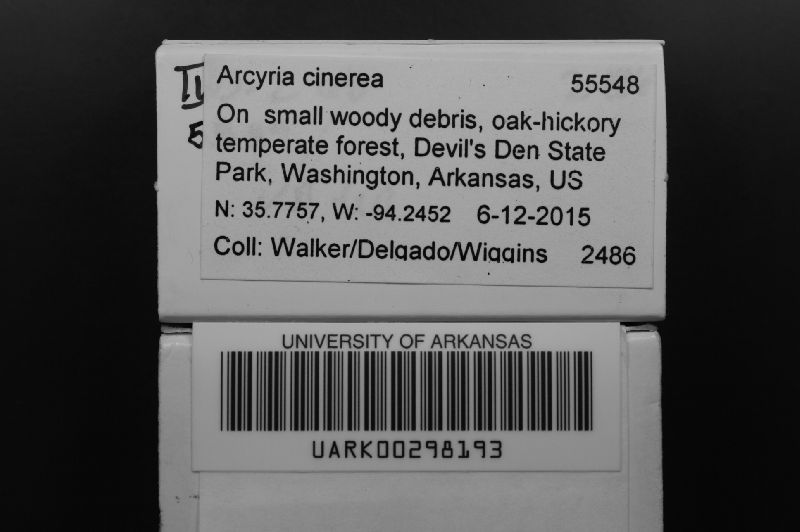 Arcyria cinerea 55548
On small woody debris, oak-hickory
temperate forest, Devil's Den State
Park, Washington, Arkansas, US
N: 35.7757, W: -94.2452 6-12-2015
Coll: Walker/Delgado/Wiggins 2486
UNIVERSITY OF ARKANSAS
UARK00298193